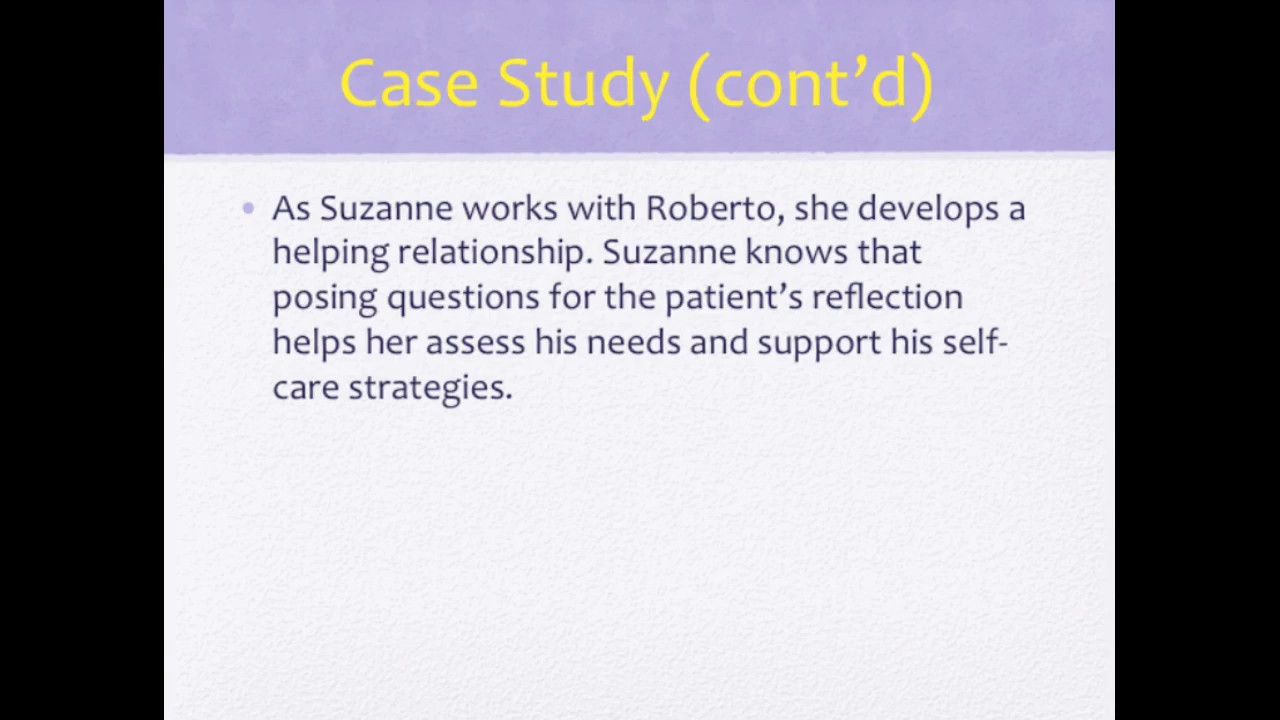 Case Study (cont’d)
• As Suzanne works with Roberto, she develops a
helping relationship. Suzanne knows that
posing questions for the patient’s reflection
helps her assess his needs and support his self-
care strategies.